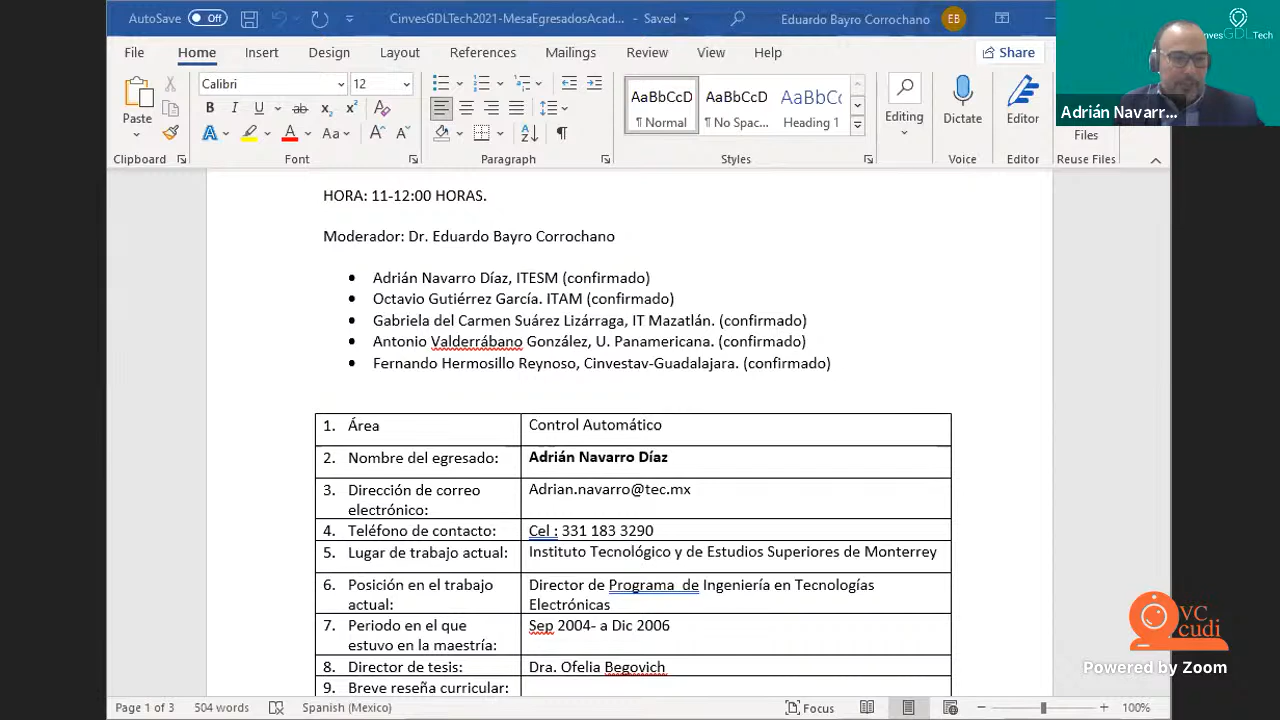 AutoSave Off CinvesGDLTech2021-MesaEgresadosAcad... - Saved Eduardo Bayro Corrochano EB
File Home Insert Design Layout References Mailings Review View Help Share
Calibri 12
Paste
AaBbCcD AaBbCcD AaBbCc
¶ Normal ¶ No Spac... Heading 1
Editing Dictate Editor
Files
Clipboard Font Paragraph Styles Voice Editor Reuse Files
GDLTech
Adrián Navarr...
HORA: 11-12:00 HORAS.
Moderador: Dr. Eduardo Bayro Corrochano
• Adrián Navarro Díaz, ITESM (confirmado)
• Octavio Gutiérrez García. ITAM (confirmado)
• Gabriela del Carmen Suárez Lizárraga, IT Mazatlán. (confirmado)
• Antonio Valderrábano González, U. Panamericana. (confirmado)
• Fernando Hermosillo Reynoso, Cinvestav-Guadalajara. (confirmado)
1. Área Control Automático
2. Nombre del egresado: Adrián Navarro Díaz
3. Dirección de correo Adrian.navarro@tec.mx
electrónico:
4. Teléfono de contacto: Cel : 331 183 3290
5. Lugar de trabajo actual: Instituto Tecnológico y de Estudios Superiores de Monterrey
6. Posición en el trabajo Director de Programa de Ingeniería en Tecnologías
actual: Electrónicas
7. Periodo en el que Sep 2004- a Dic 2006
estuvo en la maestría:
8. Director de tesis: Dra. Ofelia Begovich
9. Breve reseña curricular:
VC
cudi
Powered by Zoom
Page 1 of 3 504 words Spanish (Mexico) Focus 100%